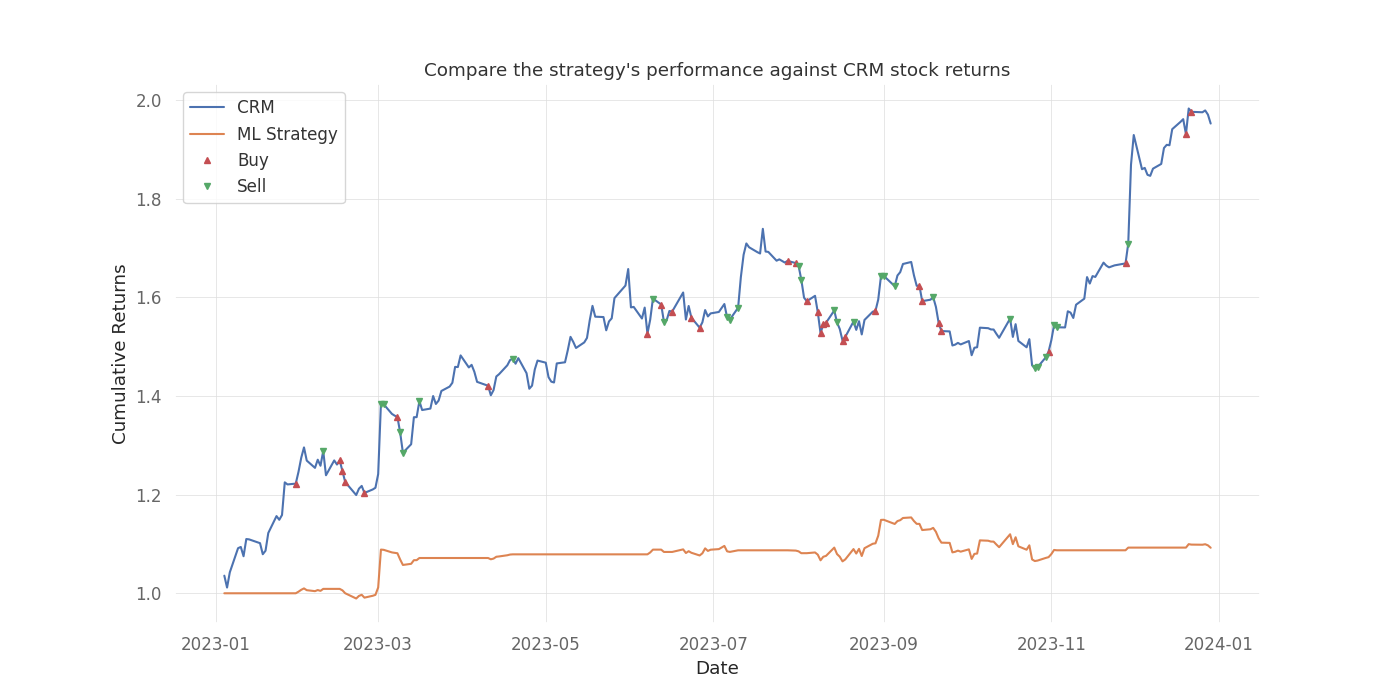 Compare the strategy's performance against CRM stock returns
CRM
ML Strategy
Buy
Sell
Cumulative Returns
2.0
1.8
1.6
1.4
1.2
1.0
2023-01
2023-03
2023-05
2023-07
2023-09
2023-11
2024-01
Date